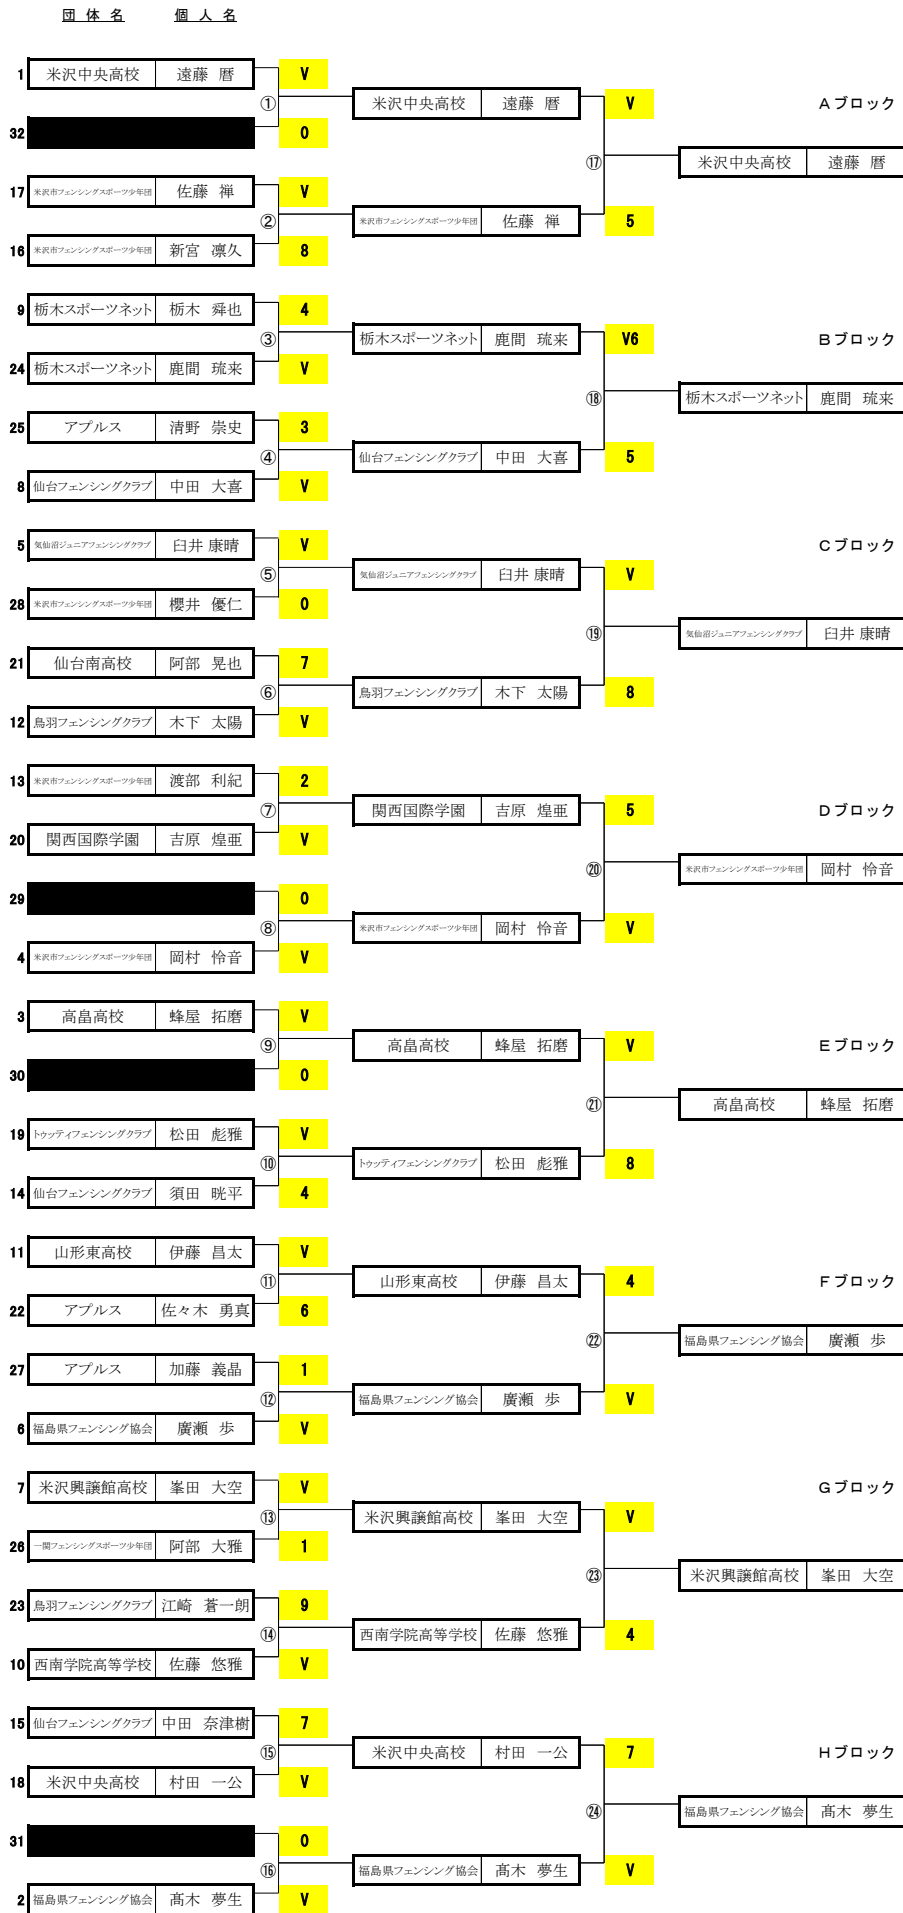 団体名 個人名
1 米沢中央高校 遠藤 暦 V
① 米沢中央高校 遠藤 暦 V Aブロック
32 0
⑰ 米沢中央高校 遠藤 暦
17 米沢市フェンシングスポーツ少年団 佐藤 禅 V
② 米沢市フェンシングスポーツ少年団 佐藤 禅 5
16 米沢市フェンシングスポーツ少年団 新宮 凛久 8
9 栃木スポーツネット 栃木 舜也 4
③ 栃木スポーツネット 鹿間 琉来 V6 Bブロック
24 栃木スポーツネット 鹿間 琉来 V
⑱ 栃木スポーツネット 鹿間 琉来
25 アプルス 清野 崇史 3
④ 仙台フェンシングクラブ 中田 大喜 5
8 仙台フェンシングクラブ 中田 大喜 V
5 気仙沼ジュニアフェンシングクラブ 臼井 康晴 V
⑤ 気仙沼ジュニアフェンシングクラブ 臼井 康晴 V Cブロック
28 米沢市フェンシングスポーツ少年団 櫻井 優仁 0
⑲ 気仙沼ジュニアフェンシングクラブ 臼井 康晴
21 仙台南高校 阿部 晃也 7
⑥ 鳥羽フェンシングクラブ 木下 太陽 8
12 鳥羽フェンシングクラブ 木下 太陽 V
13 米沢市フェンシングスポーツ少年団 渡部 利紀 2
⑦ 関西国際学園 吉原 煌亜 5 Dブロック
20 関西国際学園 吉原 煌亜 V
⑳ 米沢市フェンシングスポーツ少年団 岡村 怜音
29 0
⑧ 米沢市フェンシングスポーツ少年団 岡村 怜音 V
4 米沢市フェンシングスポーツ少年団 岡村 怜音 V
3 高畠高校 蜂屋 拓磨 V
⑨ 高畠高校 蜂屋 拓磨 V Eブロック
30 0
㉑ 高畠高校 蜂屋 拓磨
19 トゥッティフェンシングクラブ 松田 彪雅 V
⑩ トゥッティフェンシングクラブ 松田 彪雅 8
14 仙台フェンシングクラブ 須田 晄平 4
11 山形東高校 伊藤 昌太 V
⑪ 山形東高校 伊藤 昌太 4 Fブロック
22 アプルス 佐々木 勇真 6
㉒ 福島県フェンシング協会 廣瀬 歩
27 アプルス 加藤 義晶 1
⑫ 福島県フェンシング協会 廣瀬 歩 V
6 福島県フェンシング協会 廣瀬 歩 V
7 米沢興譲館高校 峯田 大空 V Gブロック
⑬ 米沢興譲館高校 峯田 大空 V
26 一関フェンシングスポーツ少年団 阿部 大雅 1
㉓ 米沢興譲館高校 峯田 大空
23 鳥羽フェンシングクラブ 江崎 蒼一朗 9
⑭ 西南学院高等学校 佐藤 悠雅 4
10 西南学院高等学校 佐藤 悠雅 V
15 仙台フェンシングクラブ 中田 奈津樹 7
⑮ 米沢中央高校 村田 一公 7 Hブロック
18 米沢中央高校 村田 一公 V
㉔ 福島県フェンシング協会 髙木 夢生
31 0
⑯ 福島県フェンシング協会 髙木 夢生 V
2 福島県フェンシング協会 髙木 夢生 V